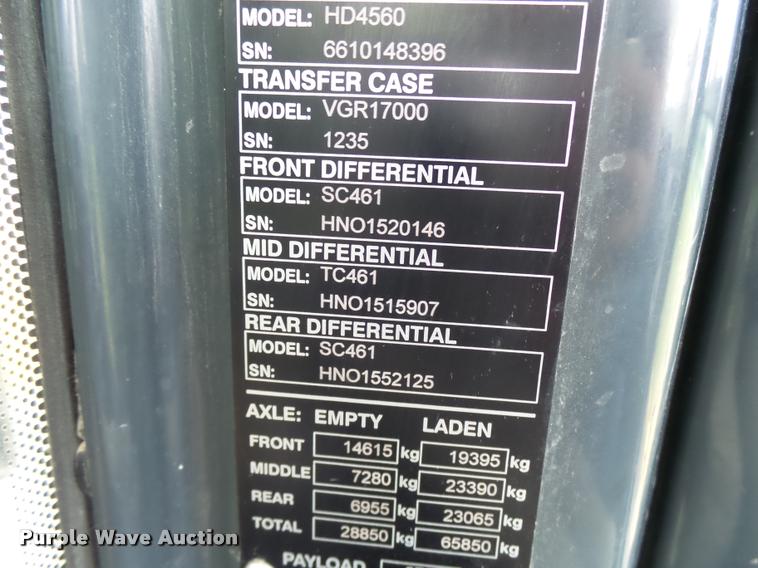 MODEL: HD4560
SN: 6610148396
TRANSFER CASE
MODEL: VGR17000
SN: 1235
FRONT DIFFERENTIAL
MODEL: SC461
SN: HNO1520146
MID DIFFERENTIAL
MODEL: TC461
SN: HNO1515907
REAR DIFFERENTIAL
MODEL: SC461
SN: HNO1552125
AXLE: EMPTY LADEN
FRONT 14615 kg 19395 kg
MIDDLE 7280 kg 23390 kg
REAR 6955 kg 23065 kg
TOTAL 28850 kg 65850 kg
PAYLOAD
Purple Wave Auction